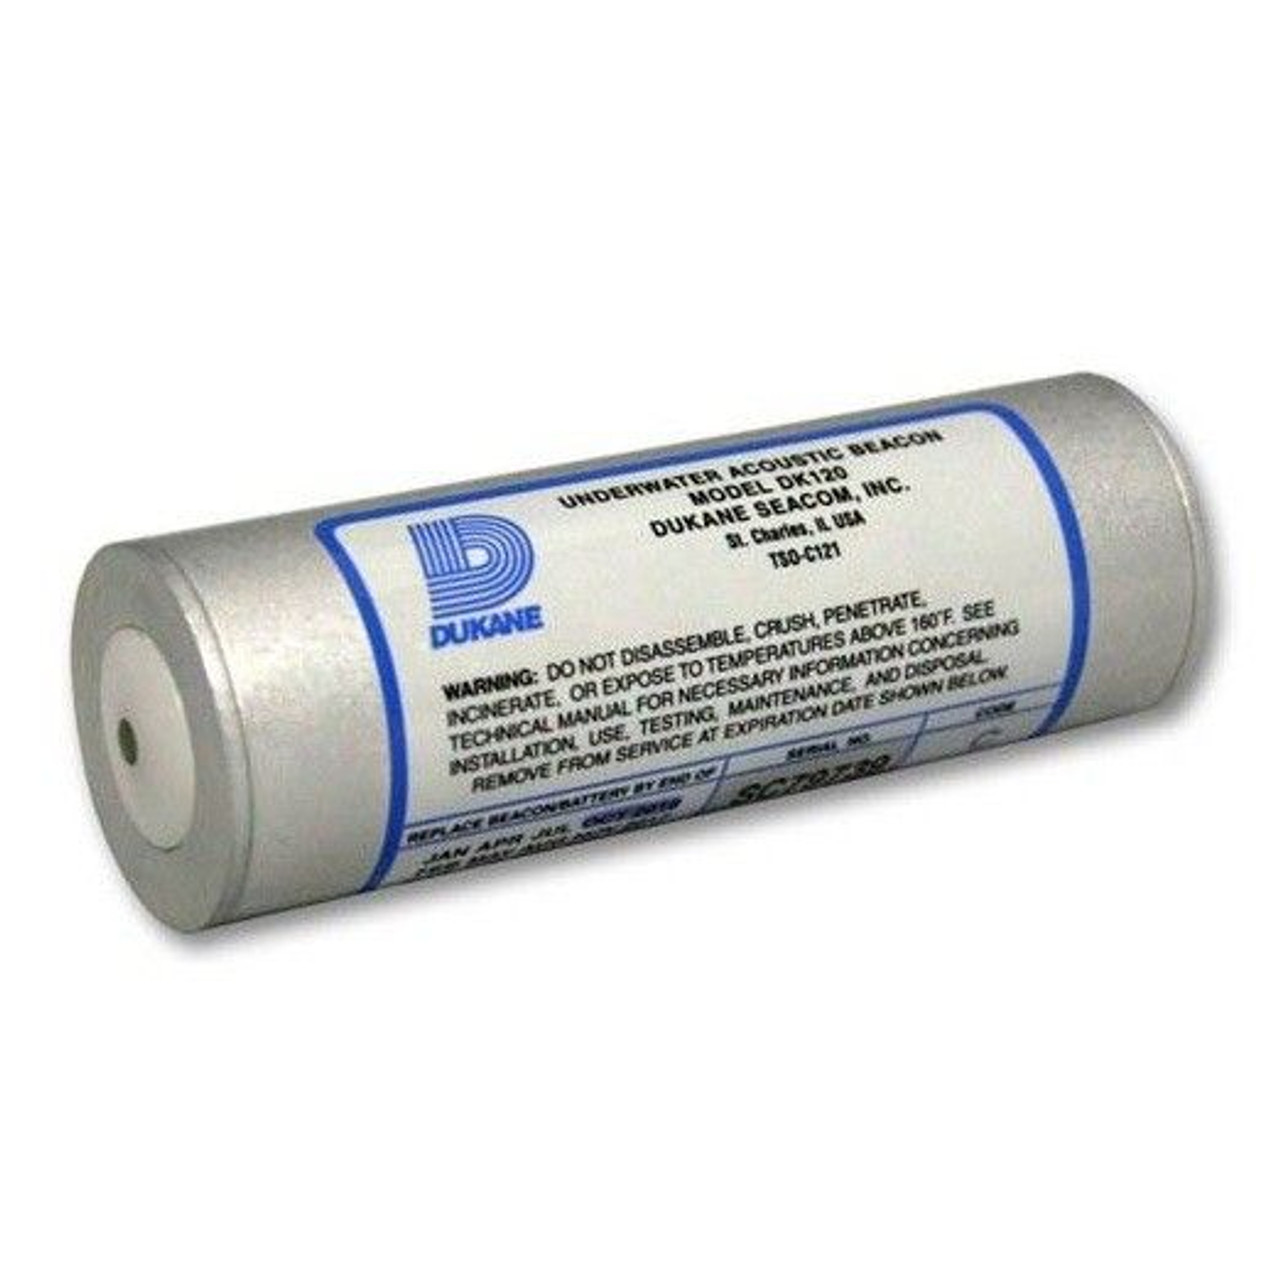 UNDERWATER ACOUSTIC BEACON
MODEL DK120
DUKANE SEACOM, INC.
St. Charles, IL USA
TSO-C121
DUKANE
WARNING: DO NOT DISASSEMBLE, CRUSH, PENETRATE,
INCINERATE, OR EXPOSE TO TEMPERATURES ABOVE 160°F. SEE
TECHNICAL MANUAL FOR NECESSARY INFORMATION CONCERNING
INSTALLATION, USE, TESTING, MAINTENANCE, AND DISPOSAL.
REMOVE FROM SERVICE AT EXPIRATION DATE SHOWN BELOW.
REPLACE BEACON/BATTERY BY END OF
SERIAL NO.
CODE
JAN APR JUL
C